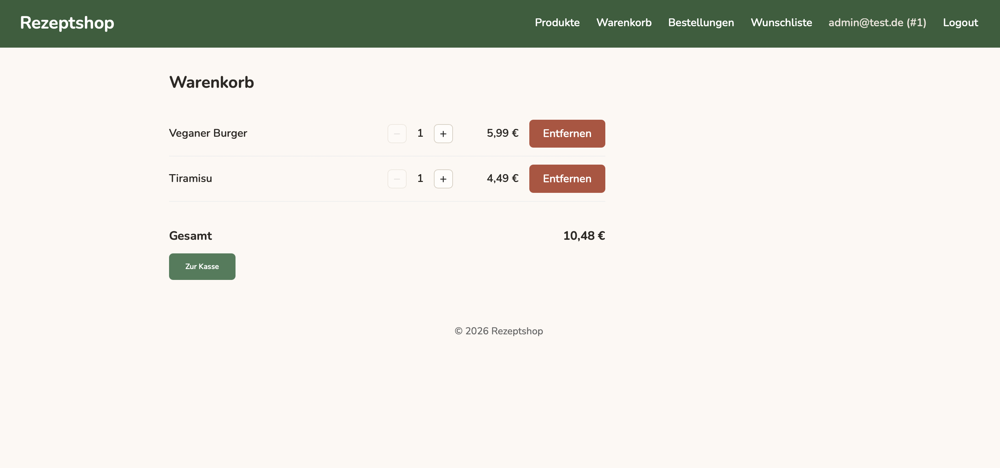 Rezeptshop Produkte Warenkorb Bestellungen Wunschliste admin@test.de (#1) Logout
Warenkorb
Veganer Burger − 1 + 5,99 € Entfernen
Tiramisu − 1 + 4,49 € Entfernen
Gesamt 10,48 €
Zur Kasse
© 2026 Rezeptshop